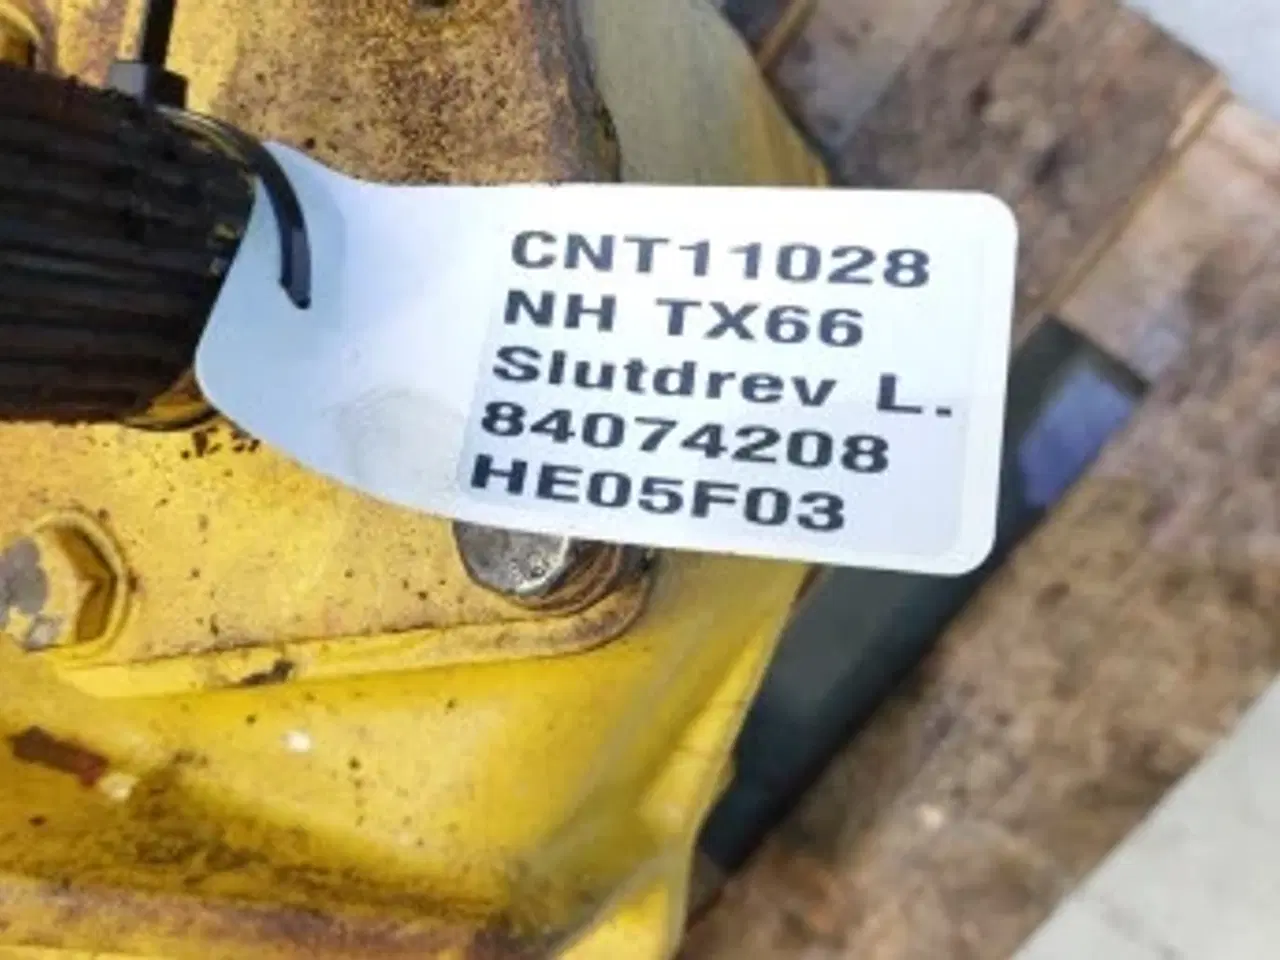 CNT11028
NH TX66
Slutdrev L.
84074208
HE05F03